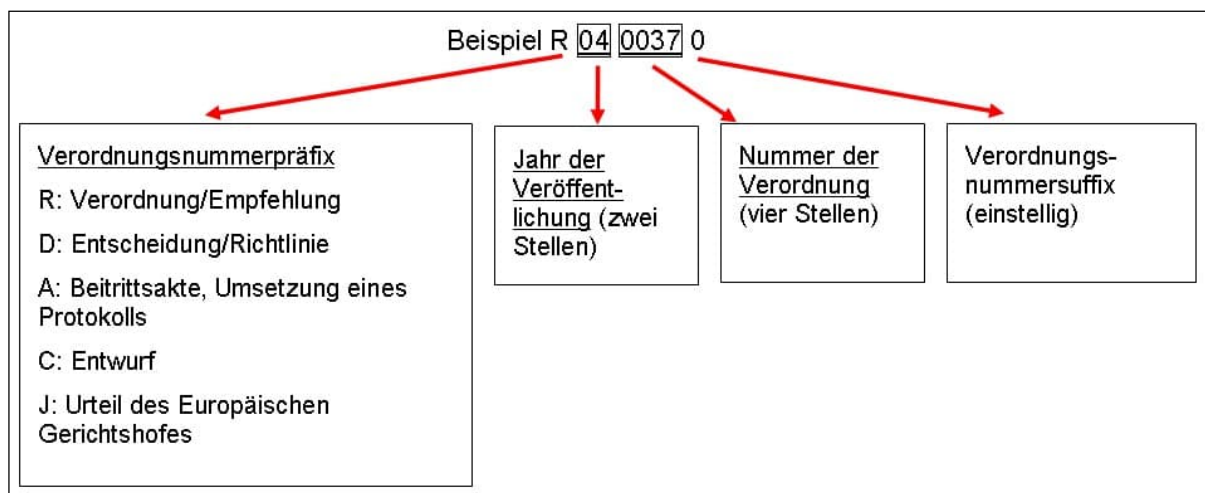 Beispiel R 04 0037 0
Verordnungsnummerpräfix
R: Verordnung/Empfehlung
D: Entscheidung/Richtlinie
A: Beitrittsakte, Umsetzung eines
Protokolls
C: Entwurf
J: Urteil des Europäischen
Gerichtshofes
Jahr der
Veröffent-
lichung (zwei
Stellen)
Nummer der
Verordnung
(vier Stellen)
Verordnungs-
nummersuffix
(einstellig)